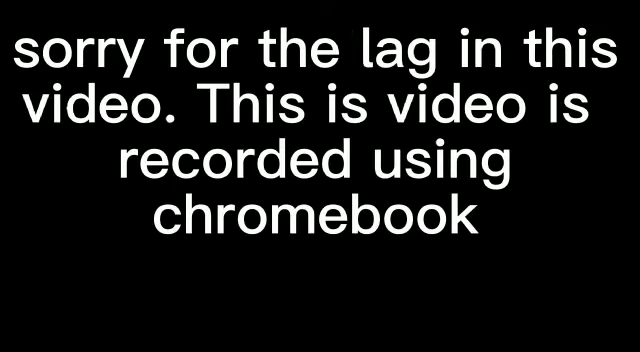 sorry for the lag in this
video. This is video is
recorded using
chromebook